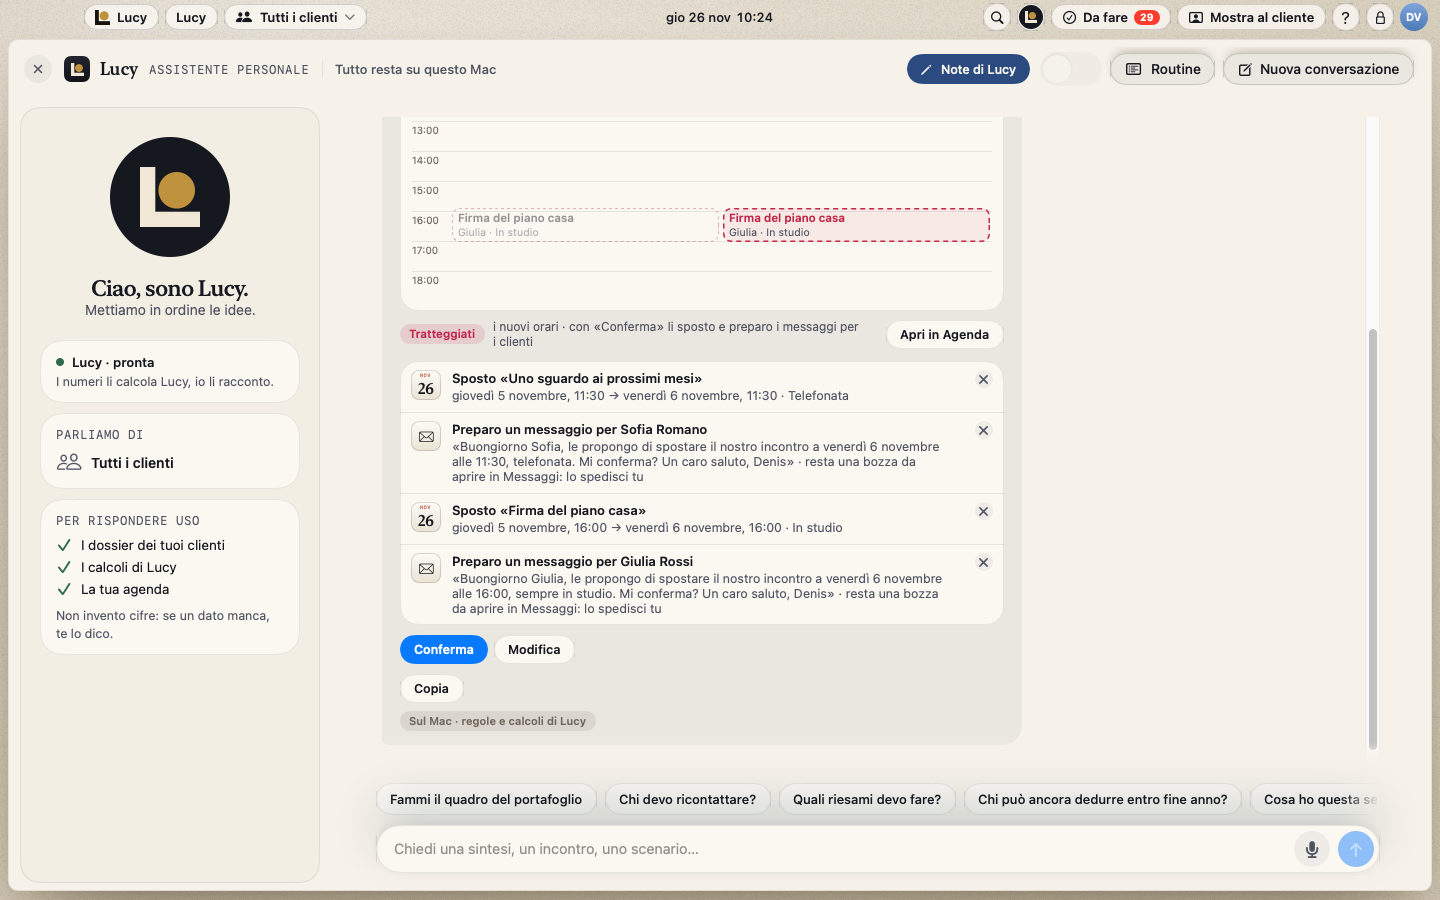 Lucy
Lucy
Tutti i clienti
gio 26 nov 10:24
Da fare 29
Mostra al cliente
?
DV
Lucy ASSISTENTE PERSONALE
Tutto resta su questo Mac
Note di Lucy
Routine
Nuova conversazione
Ciao, sono Lucy.
Mettiamo in ordine le idee.
Lucy · pronta
I numeri li calcola Lucy, io li racconto.
PARLIAMO DI
Tutti i clienti
PER RISPONDERE USO
I dossier dei tuoi clienti
I calcoli di Lucy
La tua agenda
Non invento cifre: se un dato manca,
te lo dico.
13:00
14:00
15:00
16:00
Firma del piano casa
Giulia · In studio
Firma del piano casa
Giulia · In studio
17:00
18:00
Tratteggiati
i nuovi orari · con «Conferma» li sposto e preparo i messaggi per
i clienti
Apri in Agenda
NOV
26
Sposto «Uno sguardo ai prossimi mesi»
giovedì 5 novembre, 11:30 → venerdì 6 novembre, 11:30 · Telefonata
Preparo un messaggio per Sofia Romano
«Buongiorno Sofia, le propongo di spostare il nostro incontro a venerdì 6 novembre
alle 11:30, telefonata. Mi conferma? Un caro saluto, Denis» · resta una bozza da
aprire in Messaggi: lo spedisci tu
NOV
26
Sposto «Firma del piano casa»
giovedì 5 novembre, 16:00 → venerdì 6 novembre, 16:00 · In studio
Preparo un messaggio per Giulia Rossi
«Buongiorno Giulia, le propongo di spostare il nostro incontro a venerdì 6 novembre
alle 16:00, sempre in studio. Mi conferma? Un caro saluto, Denis» · resta una bozza
da aprire in Messaggi: lo spedisci tu
Conferma
Modifica
Copia
Sul Mac · regole e calcoli di Lucy
Fammi il quadro del portafoglio
Chi devo ricontattare?
Quali riesami devo fare?
Chi può ancora dedurre entro fine anno?
Cosa ho questa se
Chiedi una sintesi, un incontro, uno scenario...